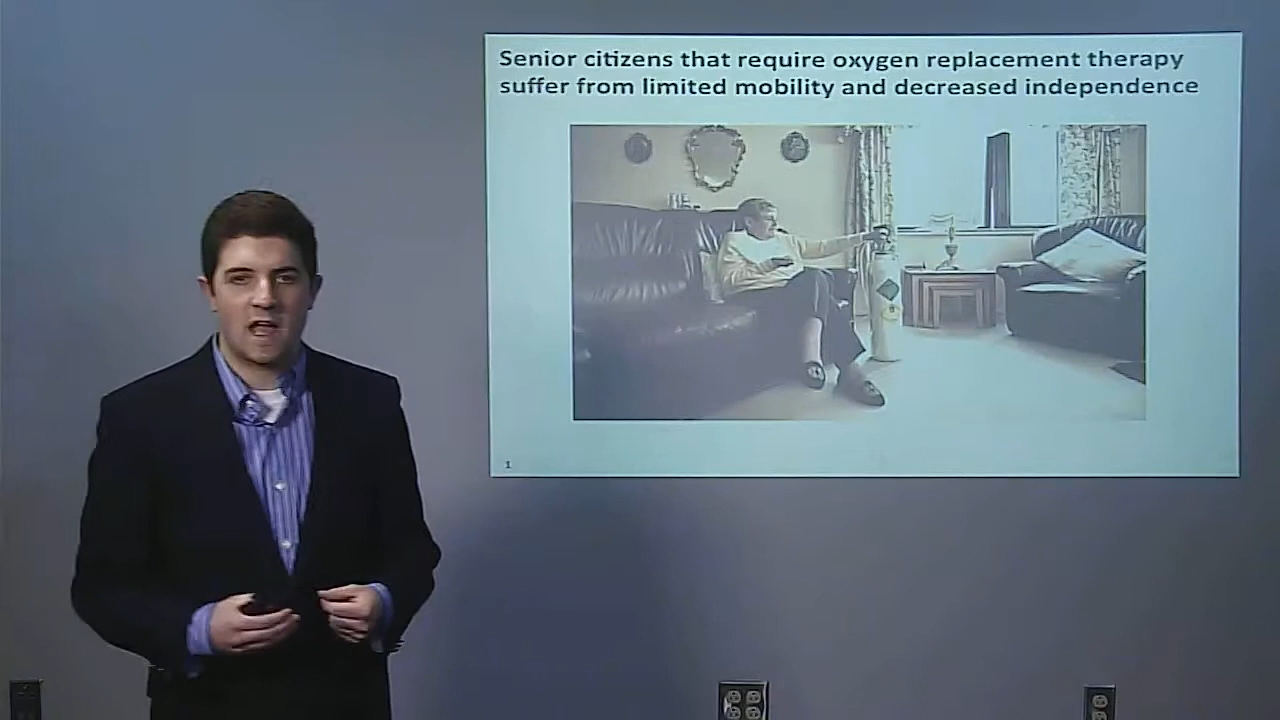 Senior citizens that require oxygen replacement therapy
suffer from limited mobility and decreased independence
1